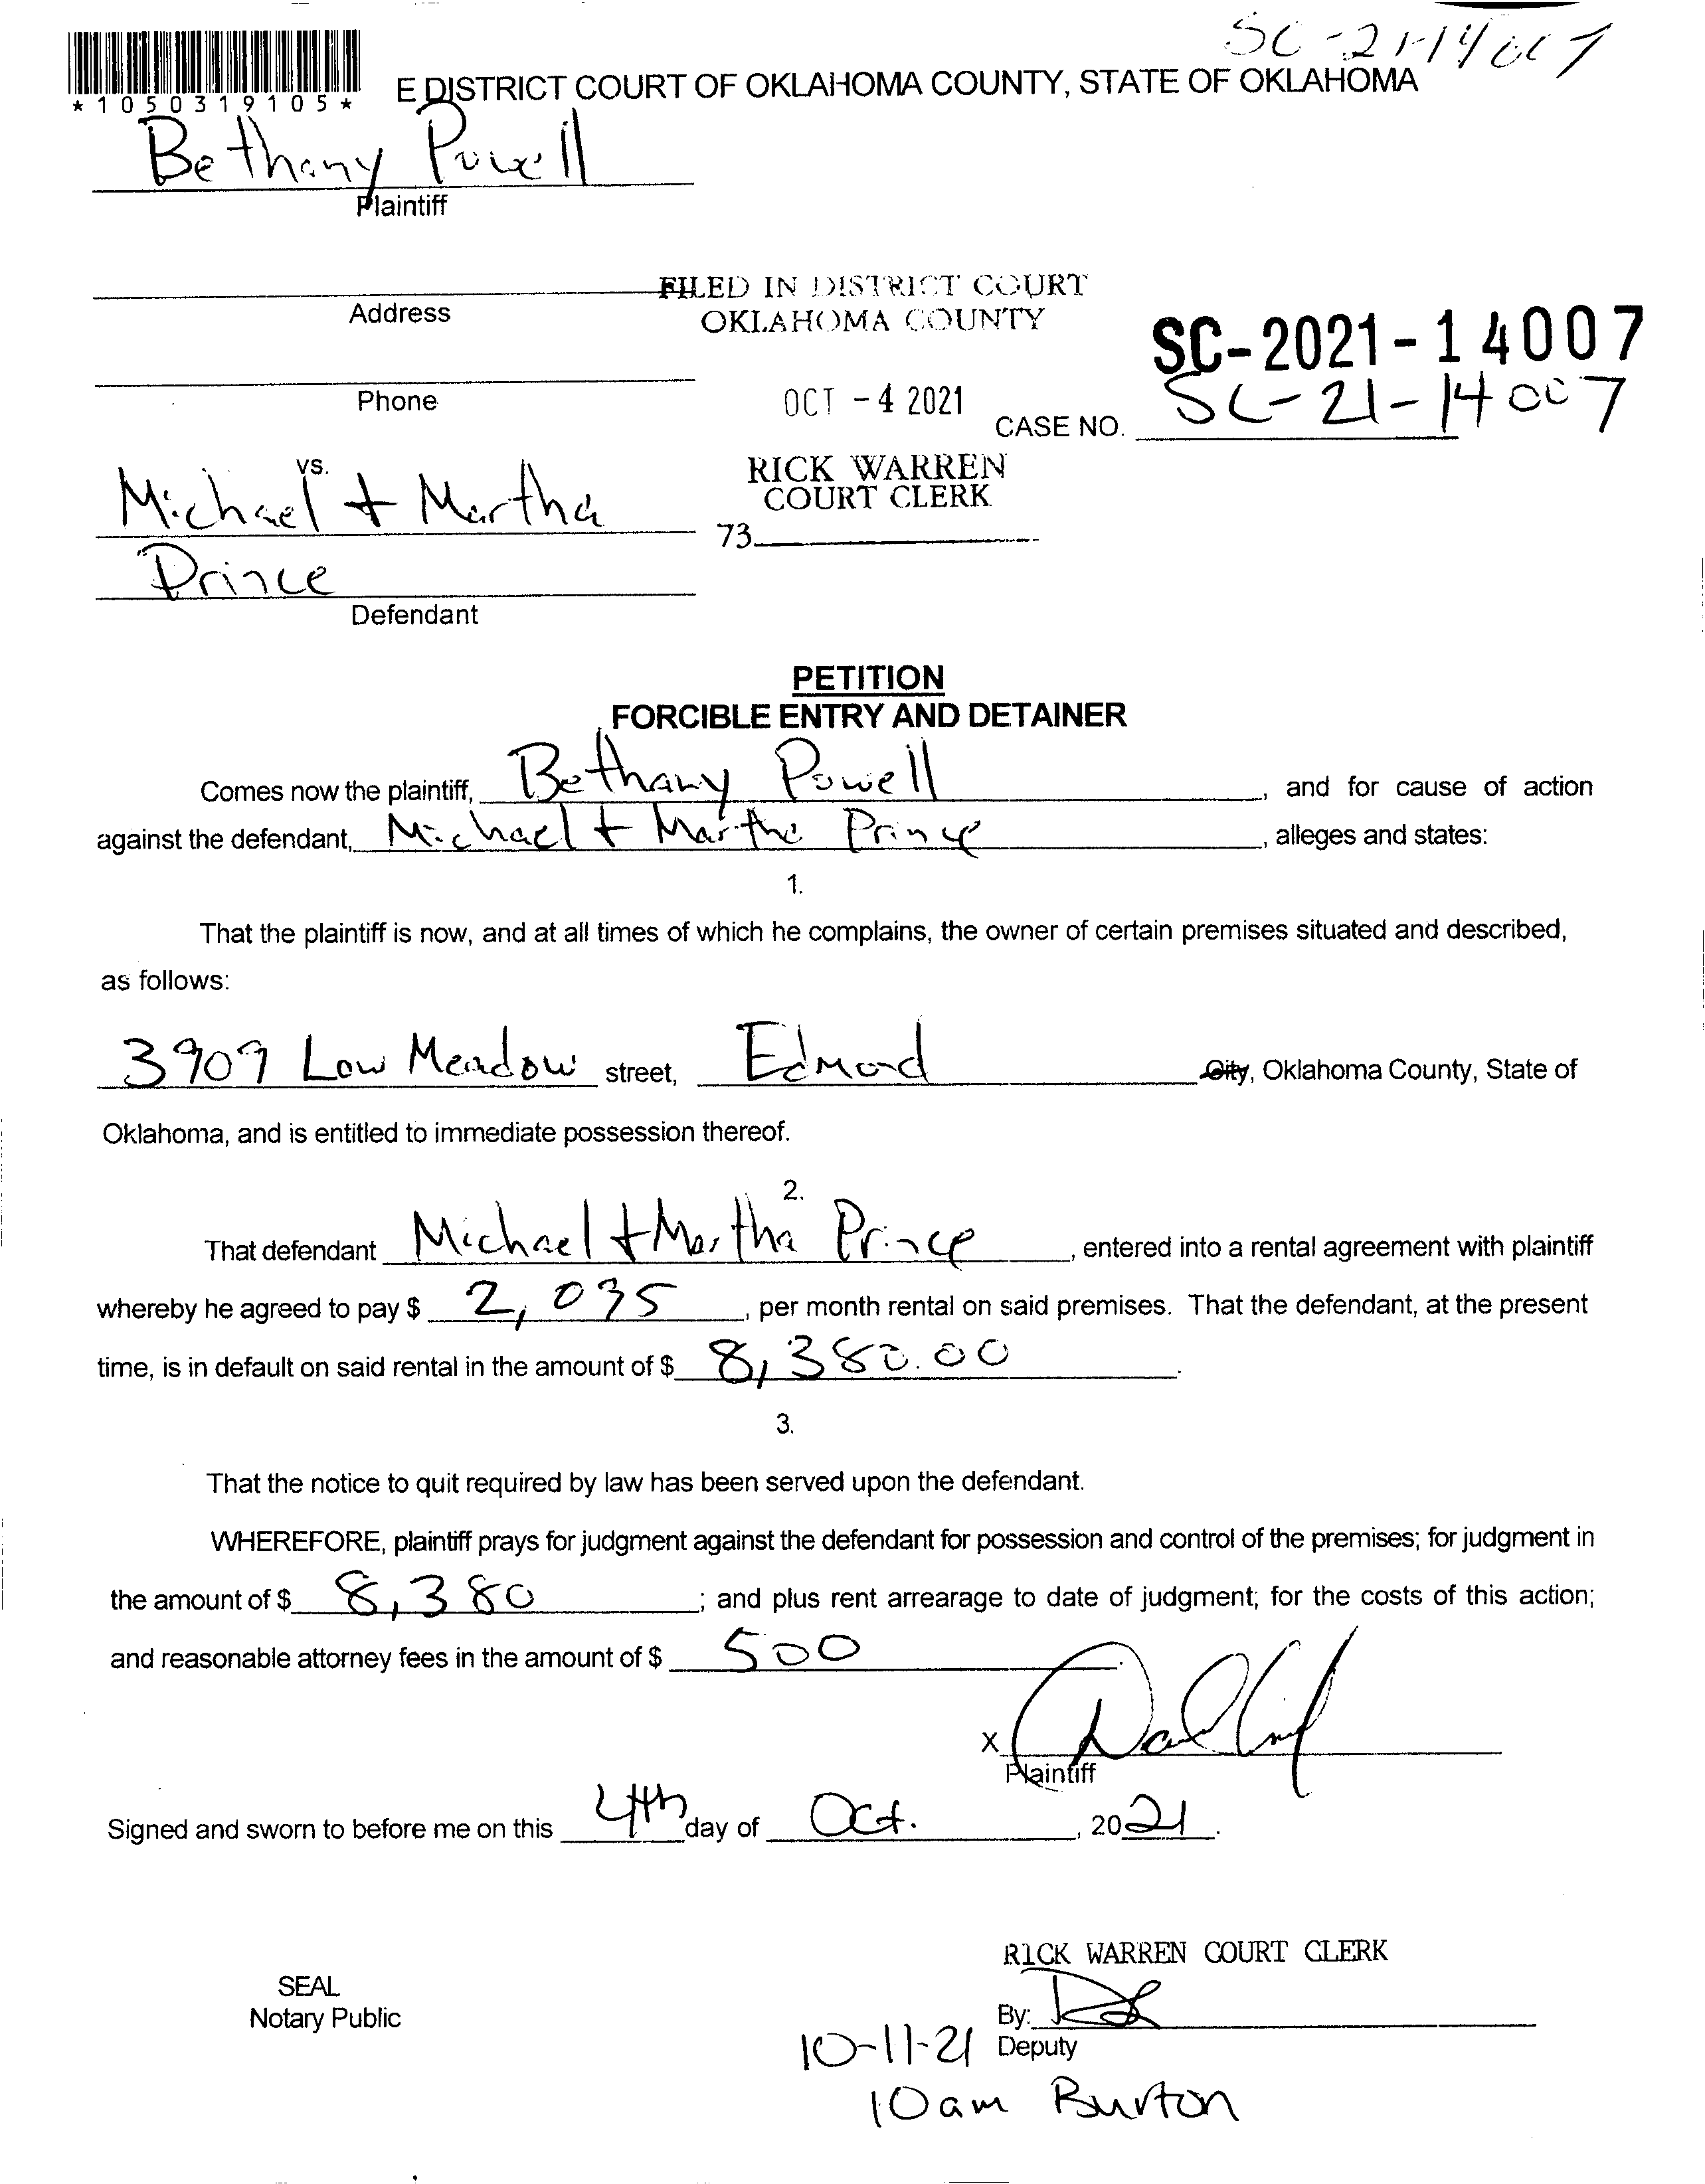 SC-21-14007
*1050319105*
E DISTRICT COURT OF OKLAHOMA COUNTY, STATE OF OKLAHOMA
Bethany Powell
Plaintiff
FILED IN DISTRICT COURT
Address
OKLAHOMA COUNTY
SC-2021-14007
Phone
OCT -4 2021
CASE NO. SC-21-14007
vs.
Michael + Martha
RICK WARREN
COURT CLERK
73
Prince
Defendant
PETITION
FORCIBLE ENTRY AND DETAINER
Comes now the plaintiff, Bethany Powell, and for cause of action
against the defendant, Michael + Martha Prince, alleges and states:
1.
That the plaintiff is now, and at all times of which he complains, the owner of certain premises situated and described,
as follows:
3909 Low Meadow street, Edmond City, Oklahoma County, State of
Oklahoma, and is entitled to immediate possession thereof.
2.
That defendant Michael + Martha Prince, entered into a rental agreement with plaintiff
whereby he agreed to pay $ 2,035, per month rental on said premises. That the defendant, at the present
time, is in default on said rental in the amount of $ 8,380.00.
3.
That the notice to quit required by law has been served upon the defendant.
WHEREFORE, plaintiff prays for judgment against the defendant for possession and control of the premises; for judgment in
the amount of $ 8,380; and plus rent arrearage to date of judgment; for the costs of this action;
and reasonable attorney fees in the amount of $ 500.
X
Plaintiff
Signed and sworn to before me on this 4th day of Oct., 2021.
RICK WARREN COURT CLERK
SEAL
Notary Public
By:
Deputy
10-11-21
10am Burton